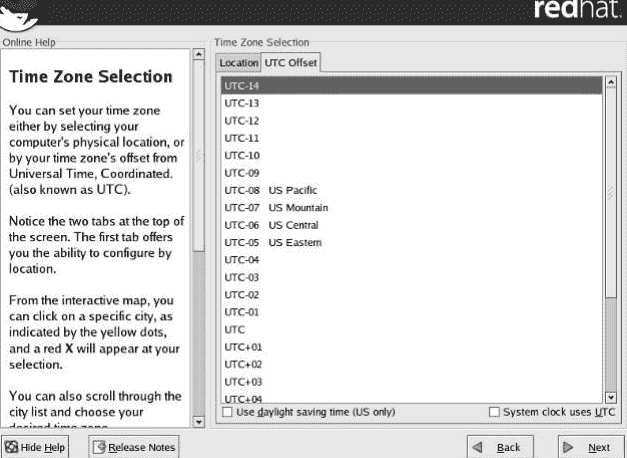 redhat.
Online Help
Time Zone Selection
You can set your time zone
either by selecting your
computer's physical location, or
by your time zone's offset from
Universal Time, Coordinated.
(also known as UTC).
Notice the two tabs at the top of
the screen. The first tab offers
you the ability to configure by
location.
From the interactive map, you
can click on a specific city, as
indicated by the yellow dots,
and a red X will appear at your
selection.
You can also scroll through the
city list and choose your
desired time zone.
Time Zone Selection
Location UTC Offset
UTC-14
UTC-13
UTC-12
UTC-11
UTC-10
UTC-09
UTC-08 US Pacific
UTC-07 US Mountain
UTC-06 US Central
UTC-05 US Eastern
UTC-04
UTC-03
UTC-02
UTC-01
UTC
UTC+01
UTC+02
UTC+03
UTC+04
Use daylight saving time (US only)
System clock uses UTC
Hide Help
Release Notes
Back
Next